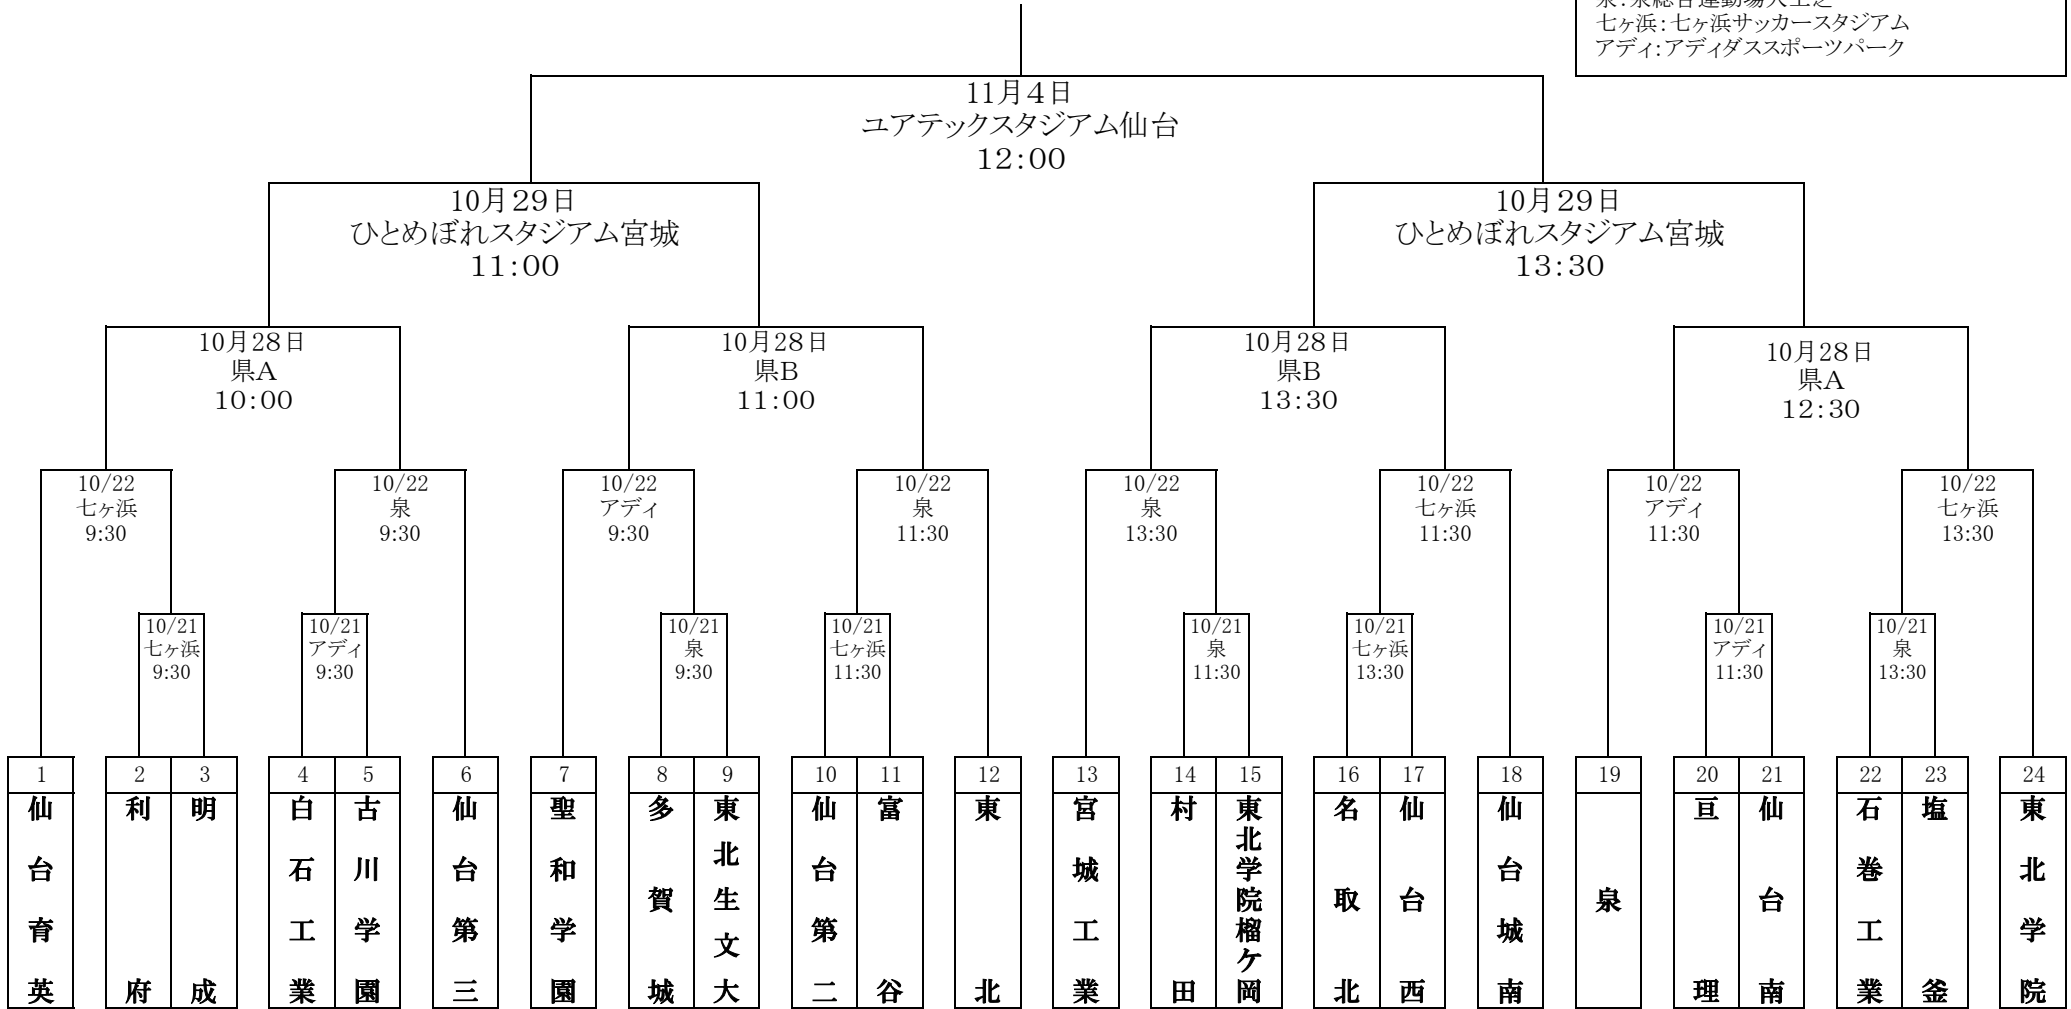 七ヶ浜：七ヶ浜サッカースタジアム
アディ：アディダススポーツパーク
11月4日
ユアテックスタジアム仙台
12：00
10月29日
ひとめぼれスタジアム宮城
11：00
10月29日
ひとめぼれスタジアム宮城
13：30
10月28日
県A
10：00
10月28日
県B
11：00
10月28日
県B
13：30
10月28日
県A
12：30
10/22
七ヶ浜
9:30
10/22
泉
9:30
10/22
アディ
9:30
10/22
泉
11:30
10/22
泉
13:30
10/22
七ヶ浜
11:30
10/22
アディ
11:30
10/22
七ヶ浜
13:30
10/21
七ヶ浜
9:30
10/21
アディ
9:30
10/21
泉
9:30
10/21
七ヶ浜
11:30
10/21
泉
11:30
10/21
七ヶ浜
13:30
10/21
アディ
11:30
10/21
泉
13:30
1
仙台育英
2
利府
3
明成
4
白石工業
5
古川学園
6
仙台第三
7
聖和学園
8
多賀城
9
東北生文大
10
仙台第二
11
富谷
12
東北
13
宮城工業
14
村田
15
東北学院榴ケ岡
16
名取北
17
仙台西
18
仙台城南
19
泉
20
亘理
21
仙台南
22
石巻工業
23
塩釜
24
東北学院